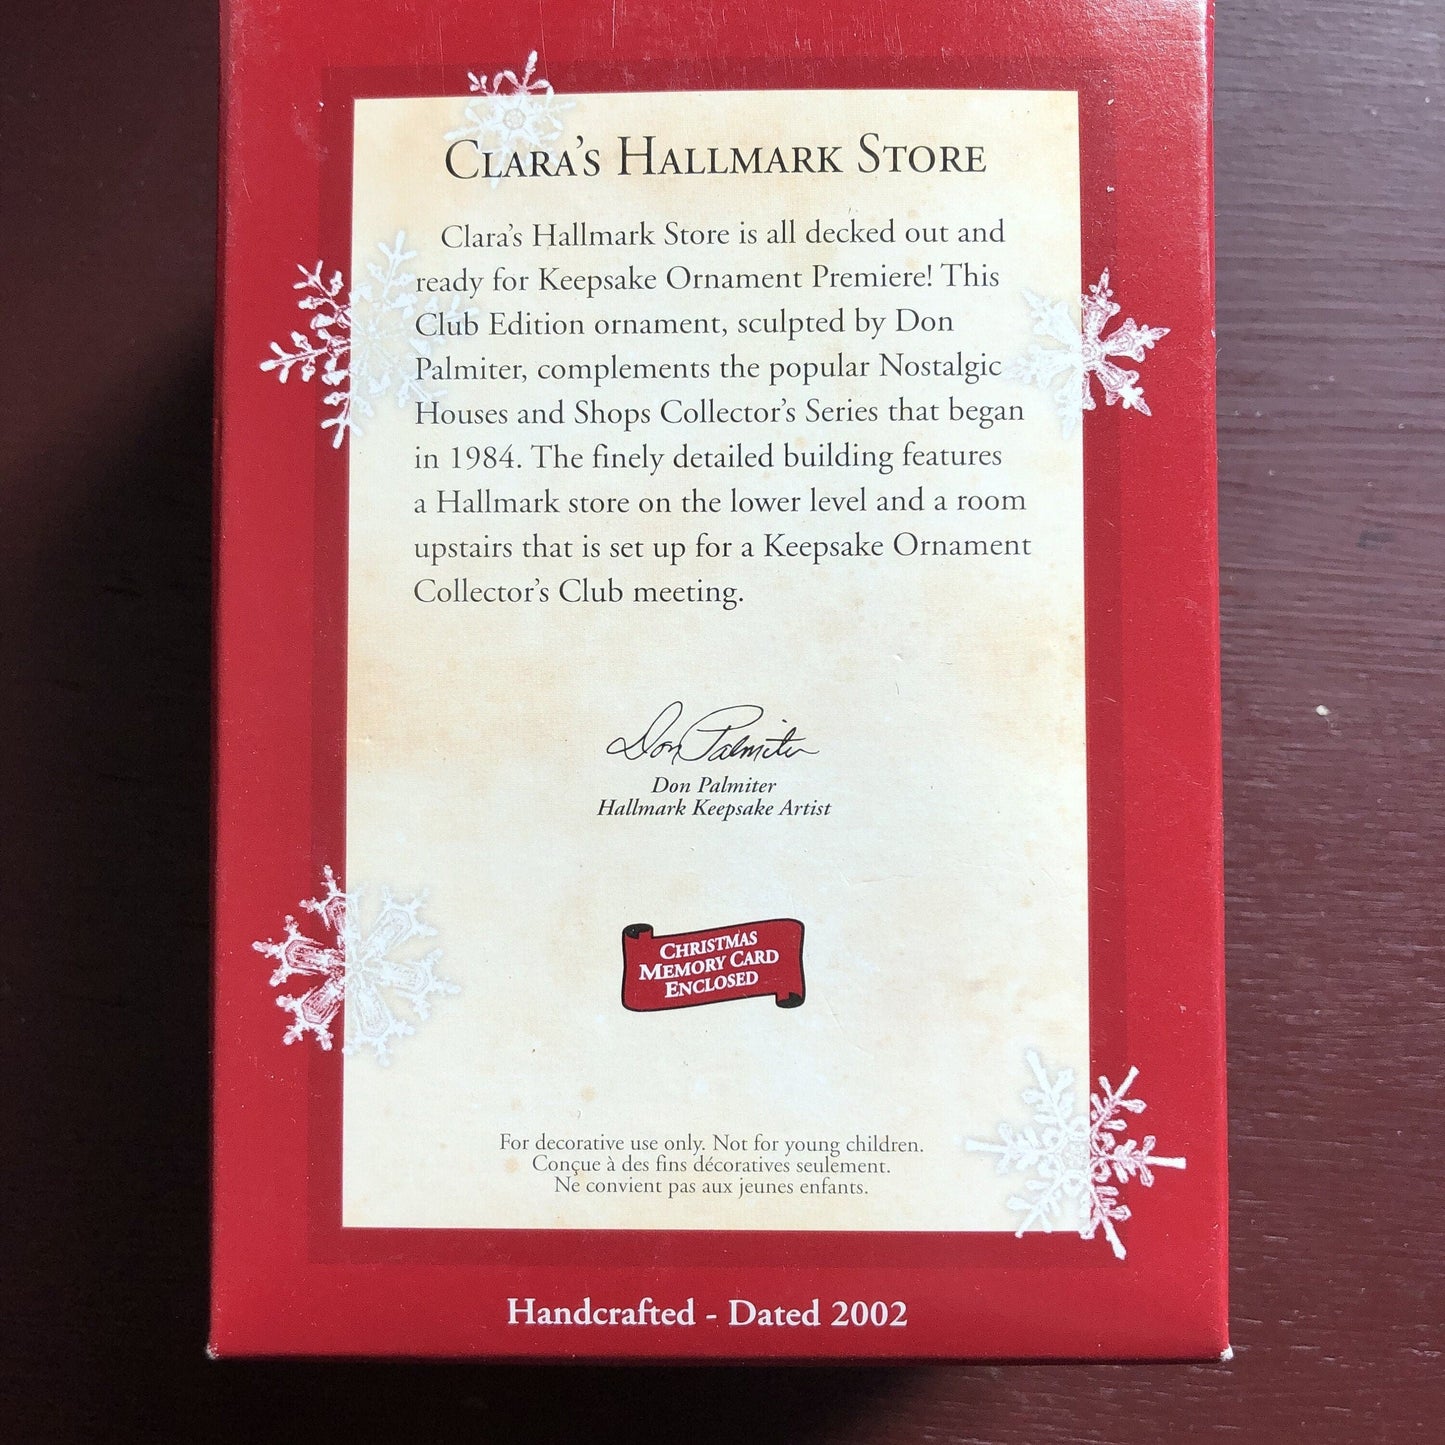 Clara's Hallmark Store
Clara's Hallmark Store is all decked out and
ready for Keepsake Ornament Premiere! This
Club Edition ornament, sculpted by Don
Palmiter, complements the popular Nostalgic
Houses and Shops Collector's Series that began
in 1984. The finely detailed building features
a Hallmark store on the lower level and a room
upstairs that is set up for a Keepsake Ornament
Collector's Club meeting.
Don Palmiter
Don Palmiter
Hallmark Keepsake Artist
Christmas
Memory Card
Enclosed
For decorative use only. Not for young children.
Conçue à des fins décoratives seulement.
Ne convient pas aux jeunes enfants.
Handcrafted - Dated 2002